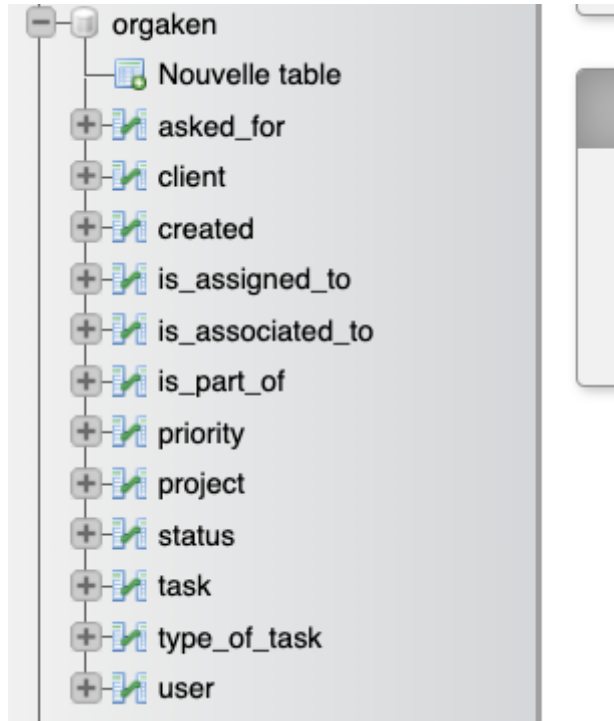 orgaken
Nouvelle table
asked_for
client
created
is_assigned_to
is_associated_to
is_part_of
priority
project
status
task
type_of_task
user